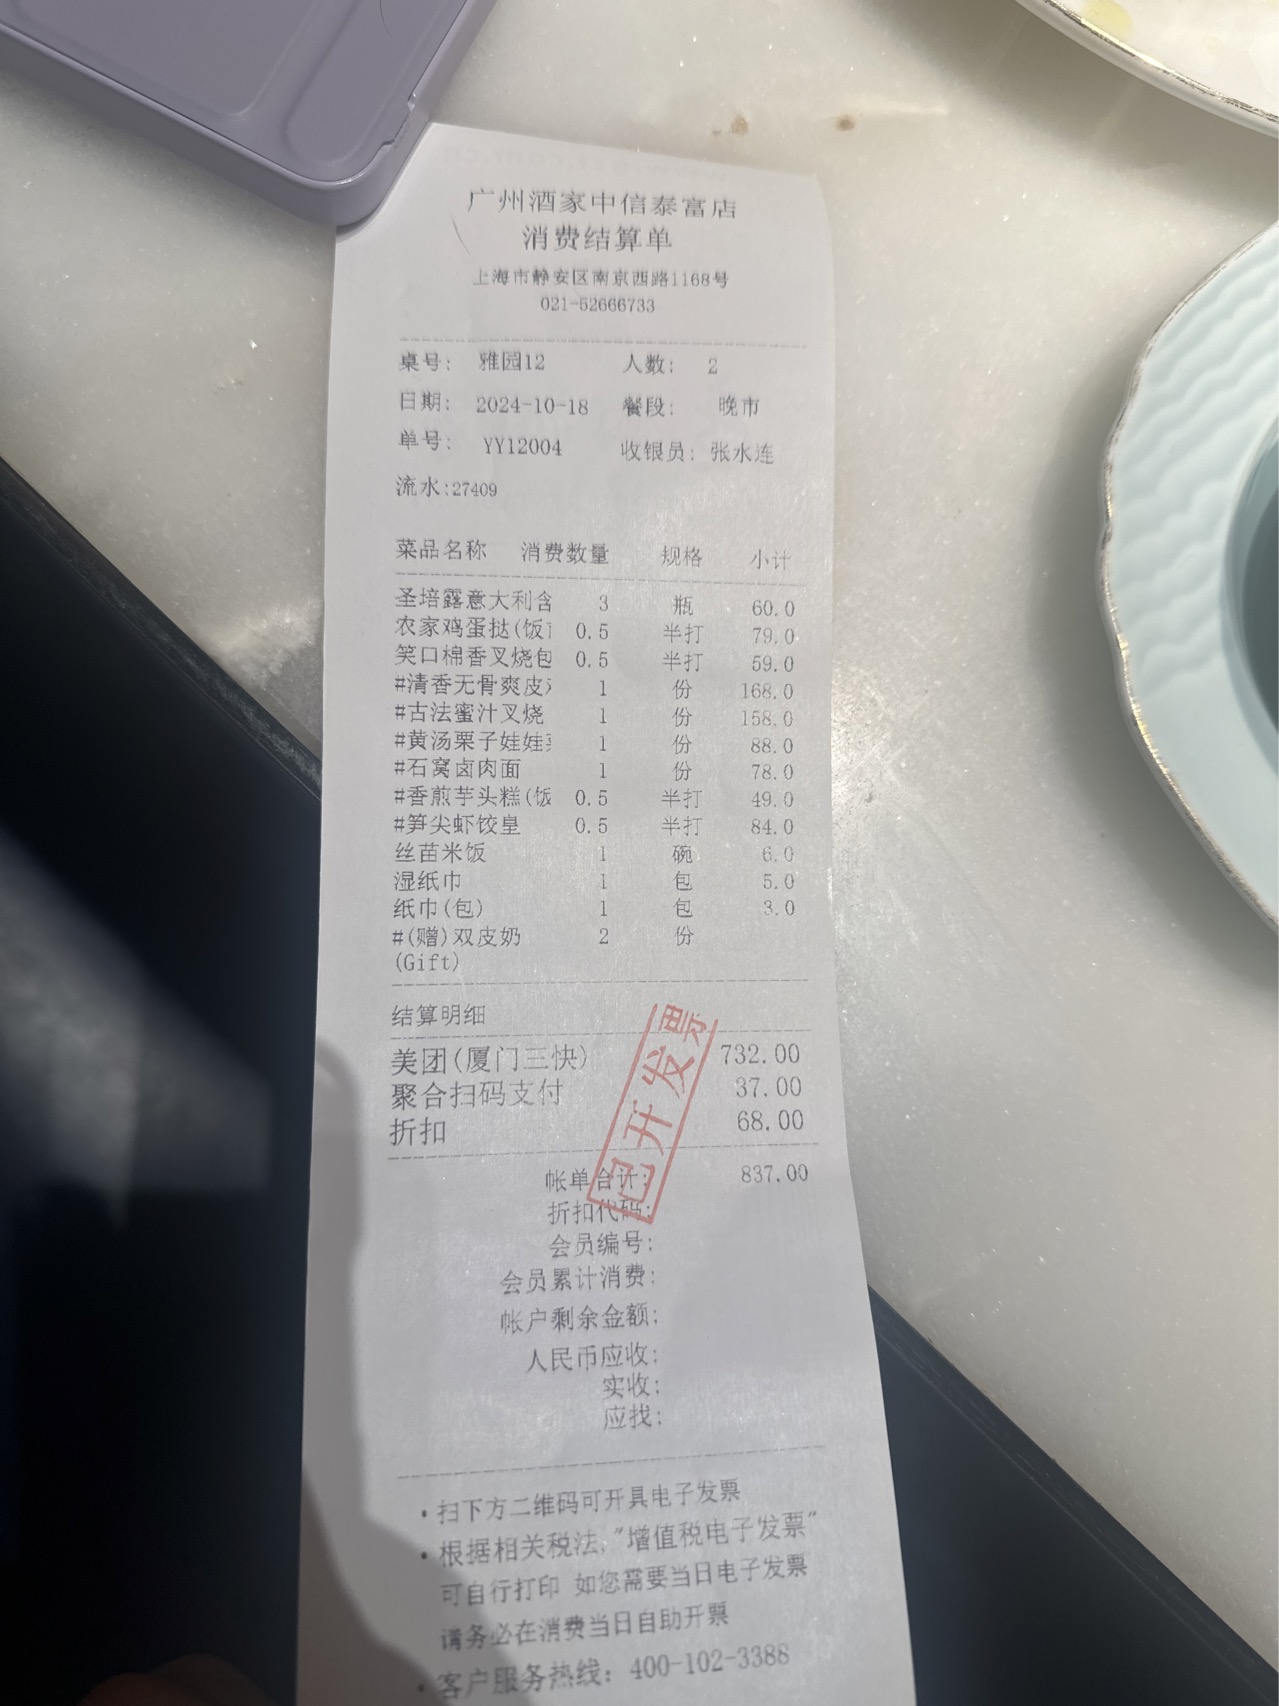 广州酒家中信泰富店
消费结算单
上海市静安区南京西路1168号
021-52666733
桌号: 雅园12 人数: 2
日期: 2024-10-18 餐段: 晚市
单号: YY12004 收银员: 张水连
流水:27409
菜品名称 消费数量 规格 小计
圣培露意大利含 3 瓶 60.0
农家鸡蛋挞(饭 0.5 半打 79.0
笑口棉香叉烧包 0.5 半打 59.0
#清香无骨爽皮 1 份 168.0
#古法蜜汁叉烧 1 份 158.0
#黄汤栗子娃娃 1 份 88.0
#石窝卤肉面 1 份 78.0
#香煎芋头糕(饭 0.5 半打 49.0
#笋尖虾饺皇 0.5 半打 84.0
丝苗米饭 1 碗 6.0
湿纸巾 1 包 5.0
纸巾(包) 1 包 3.0
#(赠)双皮奶 2 份
(Gift)
结算明细
美团(厦门三快) 732.00
聚合扫码支付 37.00
折扣 68.00
已开发票
帐单合计: 837.00
折扣代码:
会员编号:
会员累计消费:
帐户剩余金额:
人民币应收:
实收:
应找:
·扫下方二维码可开具电子发票
·根据相关税法,"增值税电子发票"
可自行打印 如您需要当日电子发票
请务必在消费当日自助开票
·客户服务热线: 400-102-3388